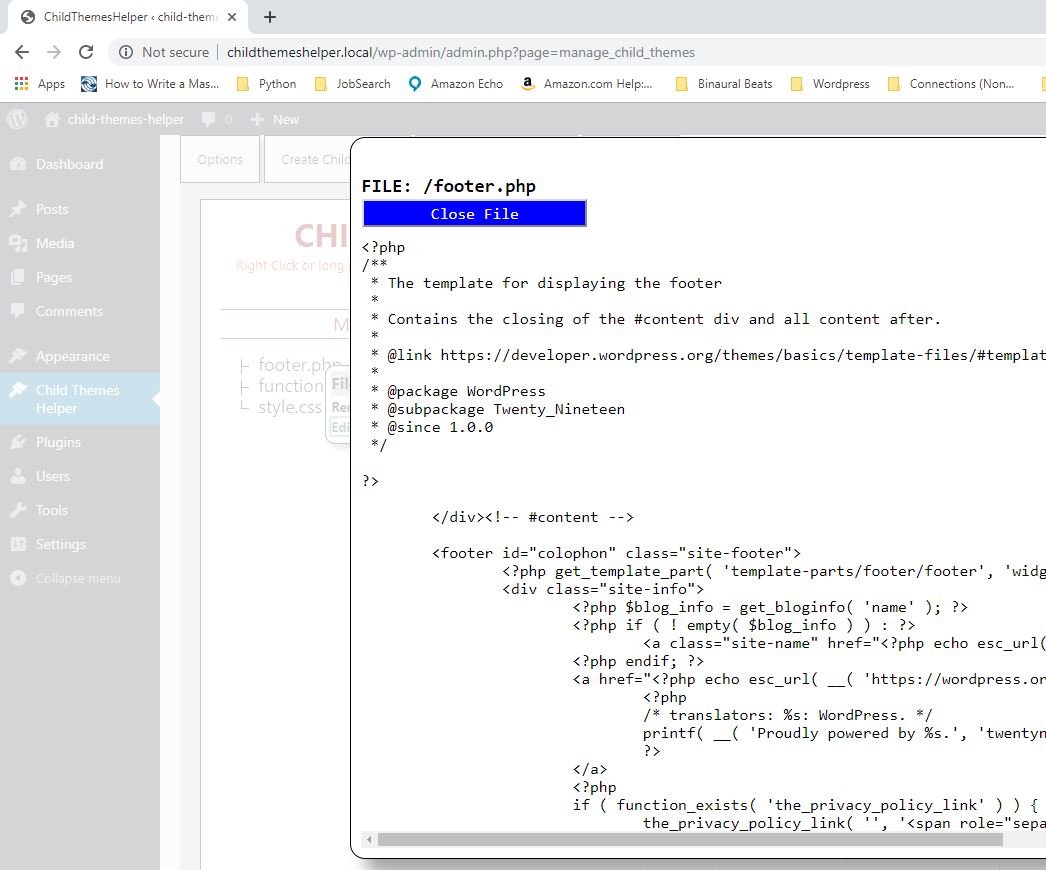 ChildThemesHelper ‹ child-theme
Not secure
childthemeshelper.local/wp-admin/admin.php?page=manage_child_themes
Apps
How to Write a Mas...
Python
JobSearch
Amazon Echo
Amazon.com Help:...
Binaural Beats
Wordpress
Connections (Non...
child-themes-helper
0
New
Dashboard
Posts
Media
Pages
Comments
Appearance
Child Themes
Helper
Plugins
Users
Tools
Settings
Collapse menu
Options
Create Child
CHI
Right Click or long
M
├─ footer.php
├─ function
└─ style.css
File
Ren
Edi
FILE: /footer.php
Close File
<?php
/**
 * The template for displaying the footer
 *
 * Contains the closing of the #content div and all content after.
 *
 * @link https://developer.wordpress.org/themes/basics/template-files/#templat
 *
 * @package WordPress
 * @subpackage Twenty_Nineteen
 * @since 1.0.0
 */
?>
</div><!-- #content -->
<footer id="colophon" class="site-footer">
<?php get_template_part( 'template-parts/footer/footer', 'widg
<div class="site-info">
<?php $blog_info = get_bloginfo( 'name' ); ?>
<?php if ( ! empty( $blog_info ) ) : ?>
<a class="site-name" href="<?php echo esc_url(
<?php endif; ?>
<a href="<?php echo esc_url( __( 'https://wordpress.or
<?php
/* translators: %s: WordPress. */
printf( __( 'Proudly powered by %s.', 'twentyn
?>
</a>
<?php
if ( function_exists( 'the_privacy_policy_link' ) ) {
the_privacy_policy_link( '', '<span role="sepa